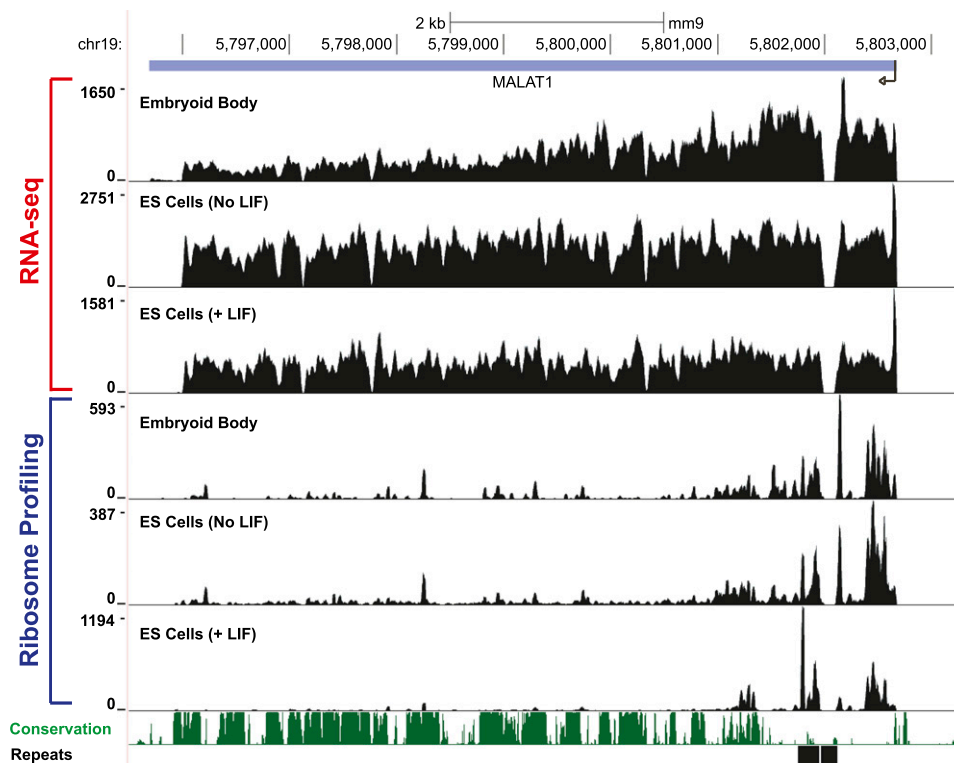 2 kb mm9
chr19: 5,797,000 5,798,000 5,799,000 5,800,000 5,801,000 5,802,000 5,803,000
MALAT1
RNA-seq
1650
Embryoid Body
0
2751
ES Cells (No LIF)
0
1581
ES Cells (+ LIF)
0
Ribosome Profiling
593
Embryoid Body
0
387
ES Cells (No LIF)
0
1194
ES Cells (+ LIF)
0
Conservation
Repeats